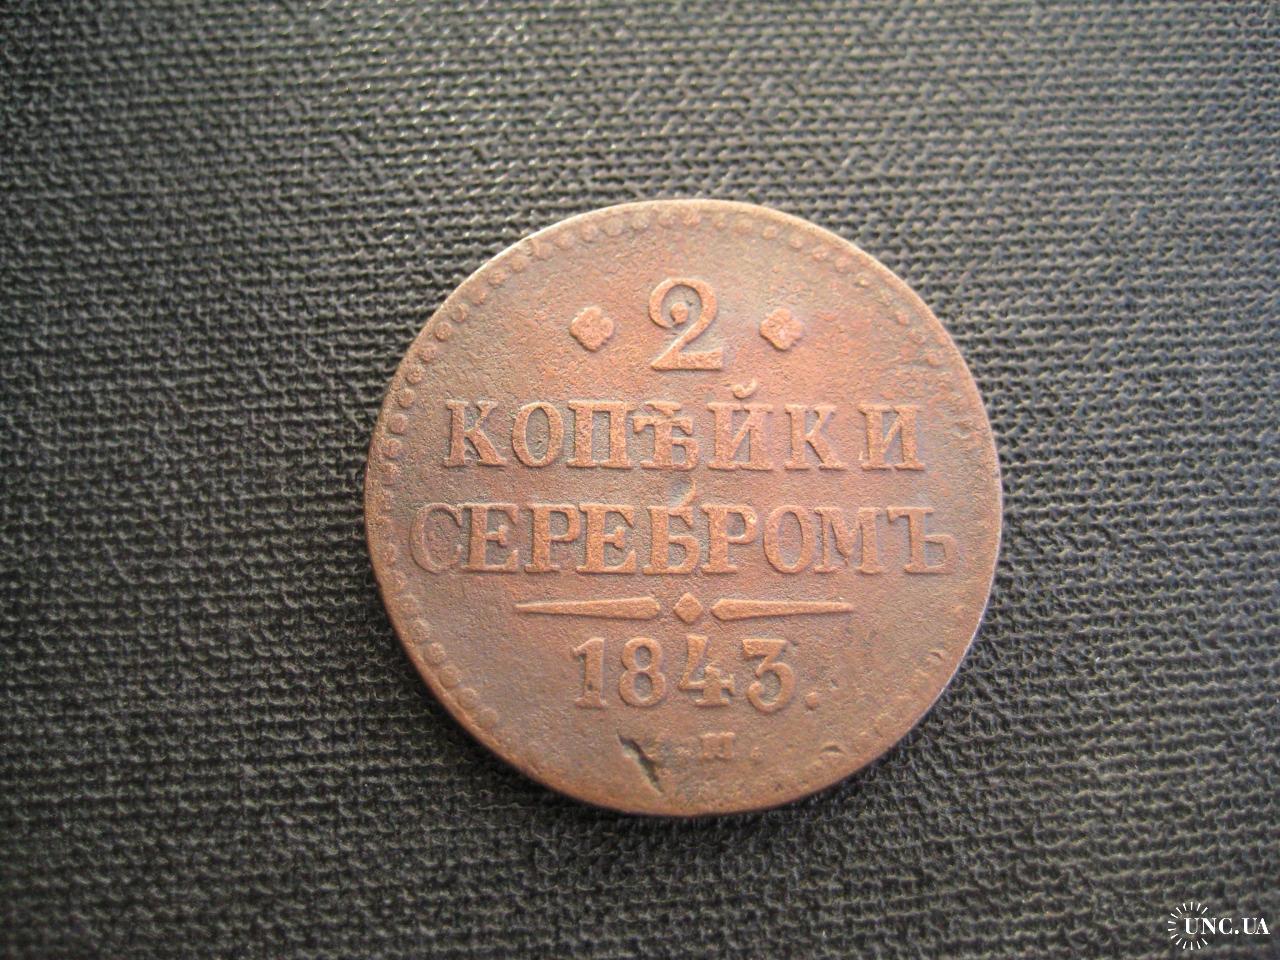 2
КОПѢЙКИ
СЕРЕБРОМЪ
1843.
П.
UNC.UA